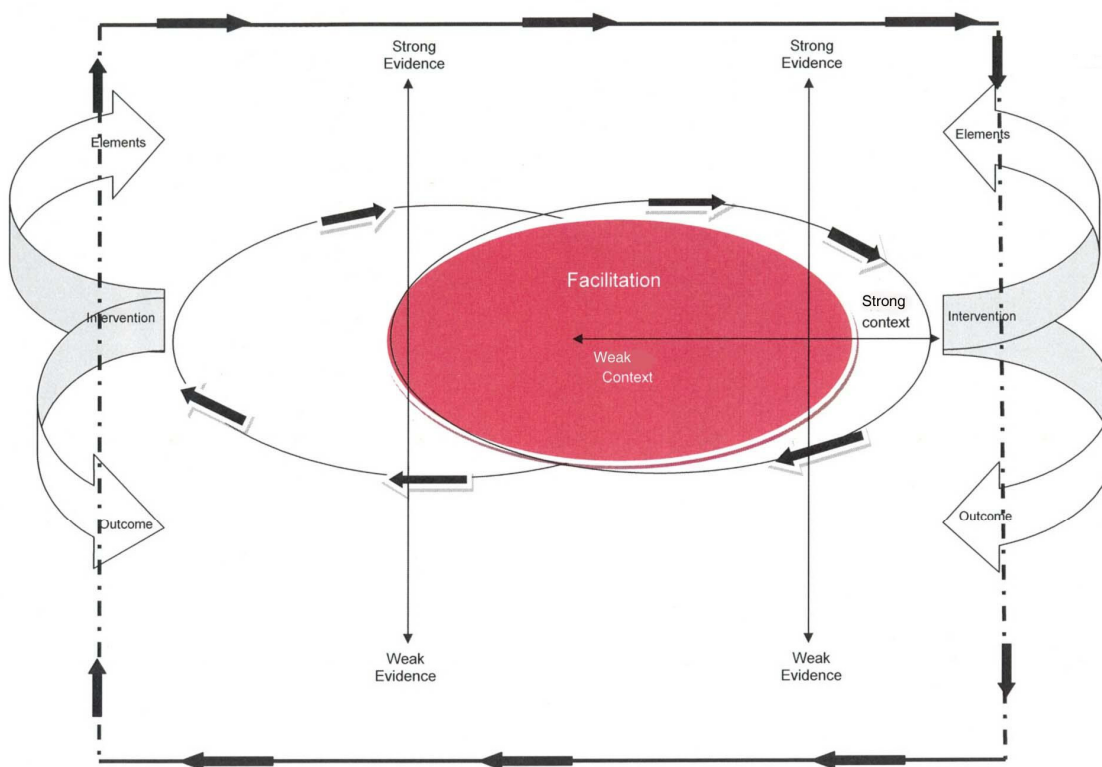 Strong
Evidence
Strong
Evidence
Elements
Elements
Facilitation
Strong
context
Intervention
Intervention
Weak
Context
Outcome
Outcome
Weak
Evidence
Weak
Evidence